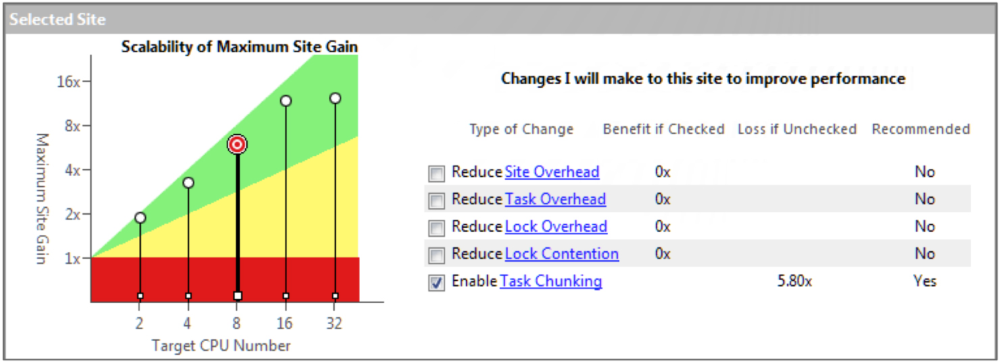 Selected Site
Scalability of Maximum Site Gain
16x
8x
4x
2x
1x
Maximum Site Gain
2 4 8 16 32
Target CPU Number
Changes I will make to this site to improve performance
Type of Change Benefit if Checked Loss if Unchecked Recommended
Reduce Site Overhead 0x No
Reduce Task Overhead 0x No
Reduce Lock Overhead 0x No
Reduce Lock Contention 0x No
Enable Task Chunking 5.80x Yes